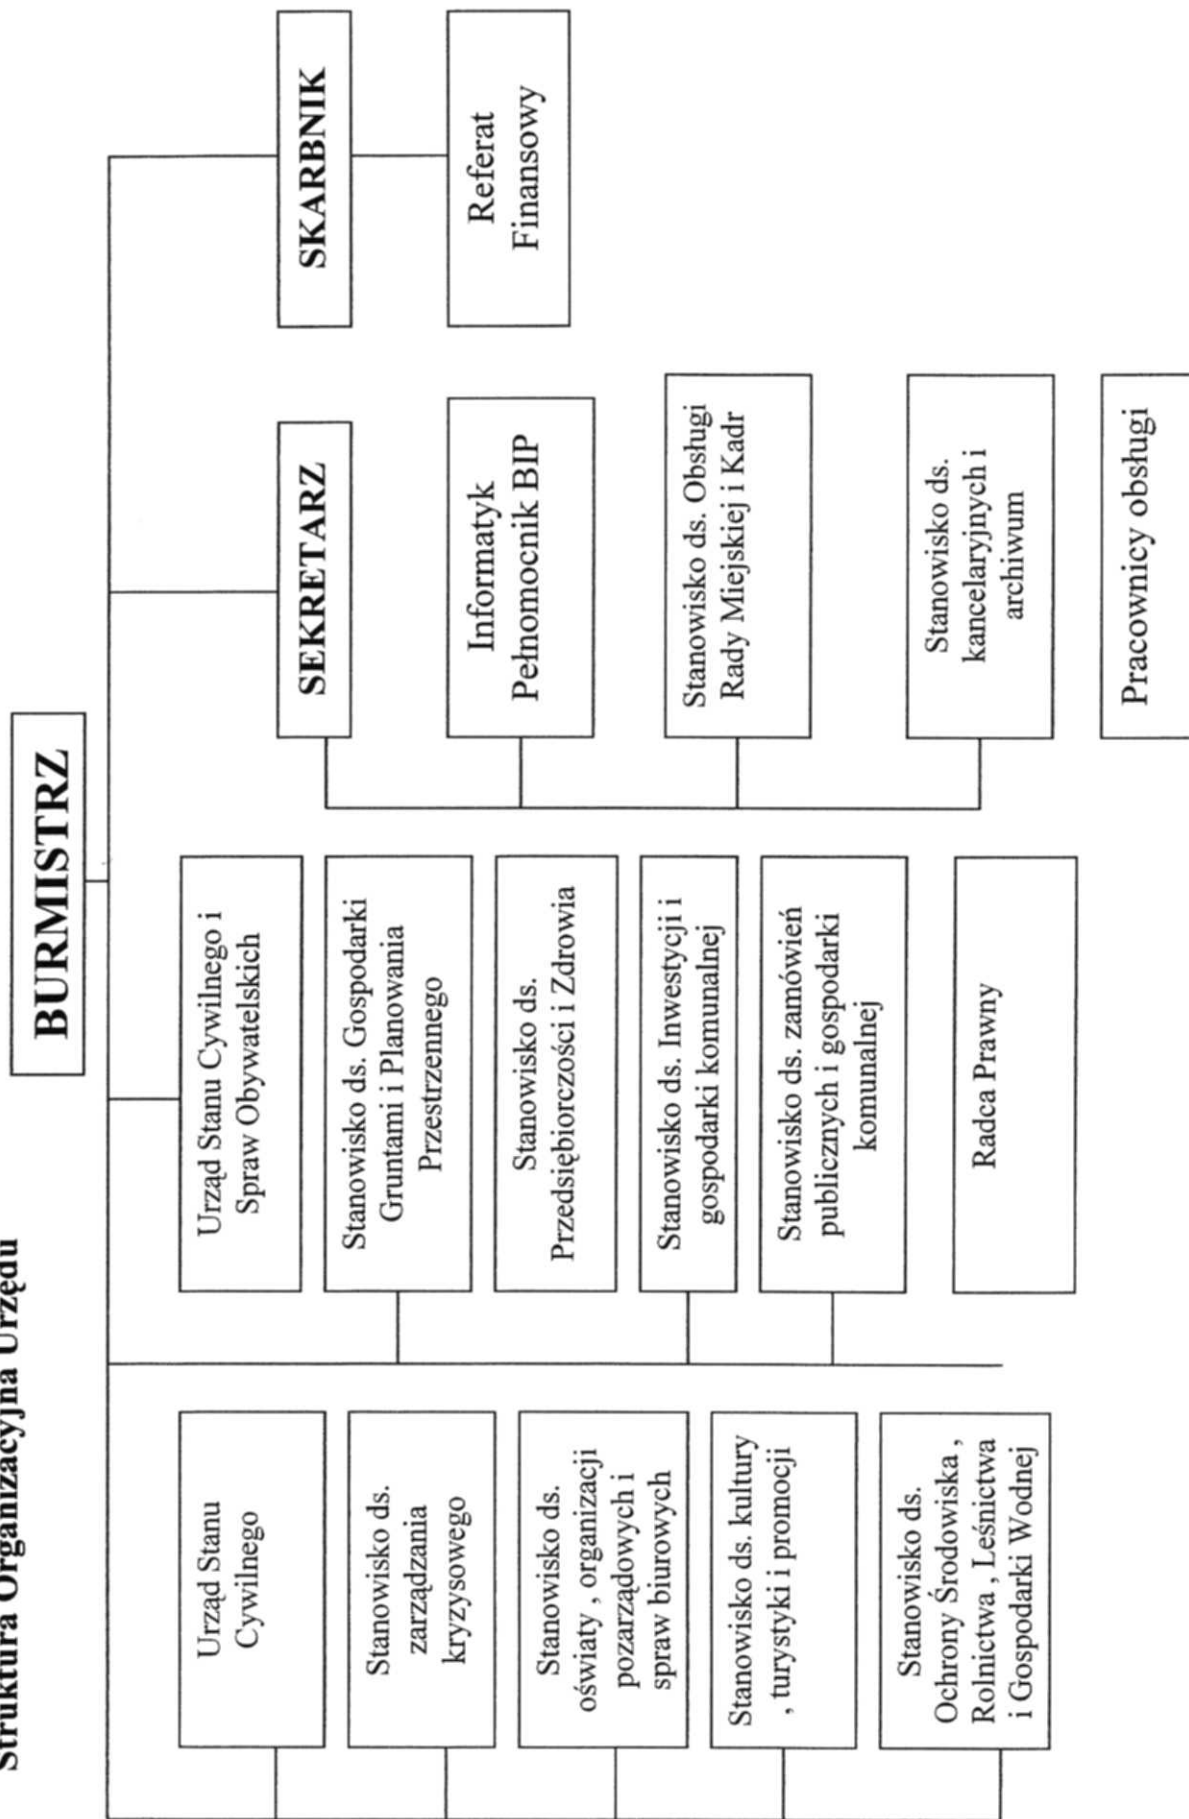 Struktura Organizacyjna Urzędu
BURMISTRZ
Urząd Stanu
Cywilnego
Stanowisko ds.
zarządzania
kryzysowego
Stanowisko ds.
oświaty , organizacji
pozarządowych i
spraw biurowych
Stanowisko ds. kultury
, turystyki i promocji
Stanowisko ds.
Ochrony Środowiska ,
Rolnictwa , Leśnictwa
i Gospodarki Wodnej
Urząd Stanu Cywilnego i
Spraw Obywatelskich
Stanowisko ds. Gospodarki
Gruntami i Planowania
Przestrzennego
Stanowisko ds.
Przedsiębiorczości i Zdrowia
Stanowisko ds. Inwestycji i
gospodarki komunalnej
Stanowisko ds. zamówień
publicznych i gospodarki
komunalnej
Radca Prawny
SEKRETARZ
Informatyk
Pełnomocnik BIP
Stanowisko ds. Obsługi
Rady Miejskiej i Kadr
Stanowisko ds.
kancelaryjnych i
archiwum
Pracownicy obsługi
SKARBNIK
Referat
Finansowy